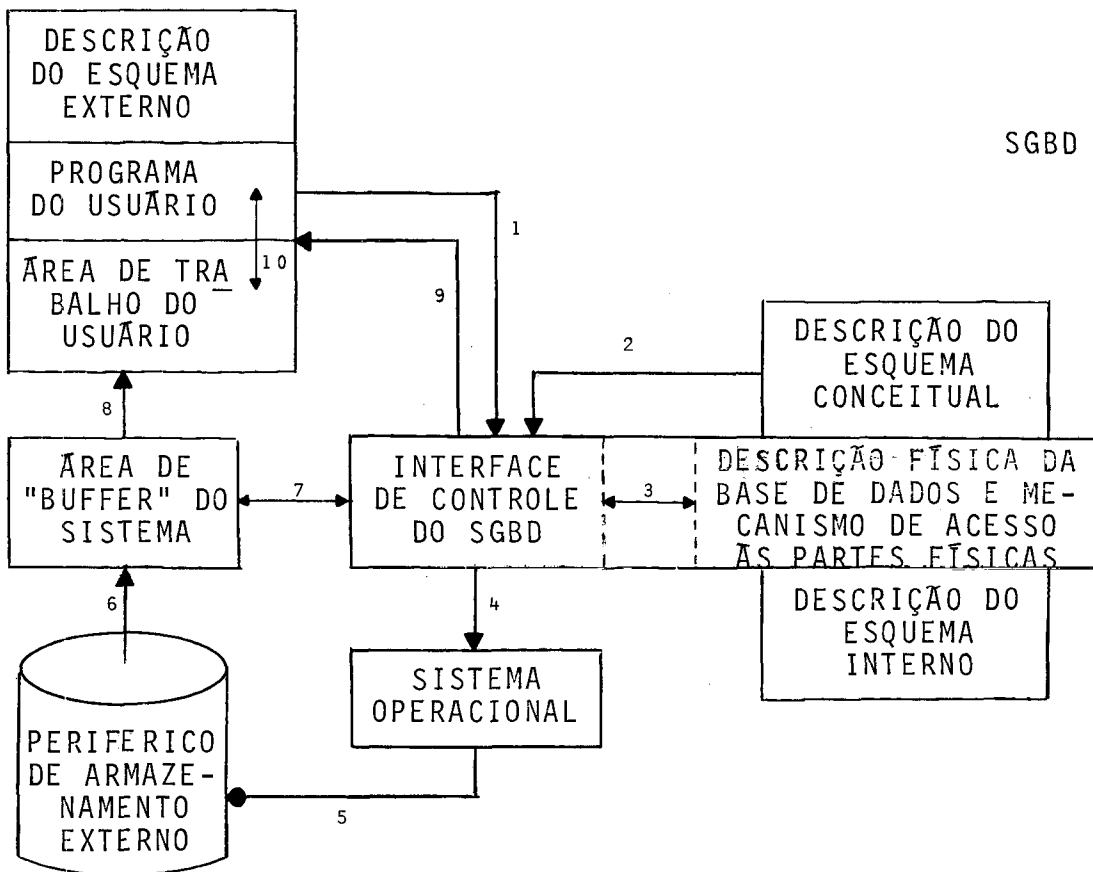 DESCRIÇÃO
DO ESQUEMA
EXTERNO
SGBD
PROGRAMA
DO USUÁRIO
1
10
ÁREA DE TRA
BALHO DO
USUÁRIO
9
2
DESCRIÇÃO DO
ESQUEMA
CONCEITUAL
8
ÁREA DE
"BUFFER" DO
SISTEMA
7
INTERFACE
DE CONTROLE
DO SGBD
3
DESCRIÇÃO FÍSICA DA
BASE DE DADOS E ME-
CANISMO DE ACESSO
ÀS PARTES FÍSICAS
6
4
DESCRIÇÃO DO
ESQUEMA
INTERNO
SISTEMA
OPERACIONAL
PERIFERICO
DE ARMAZE-
NAMENTO
EXTERNO
5